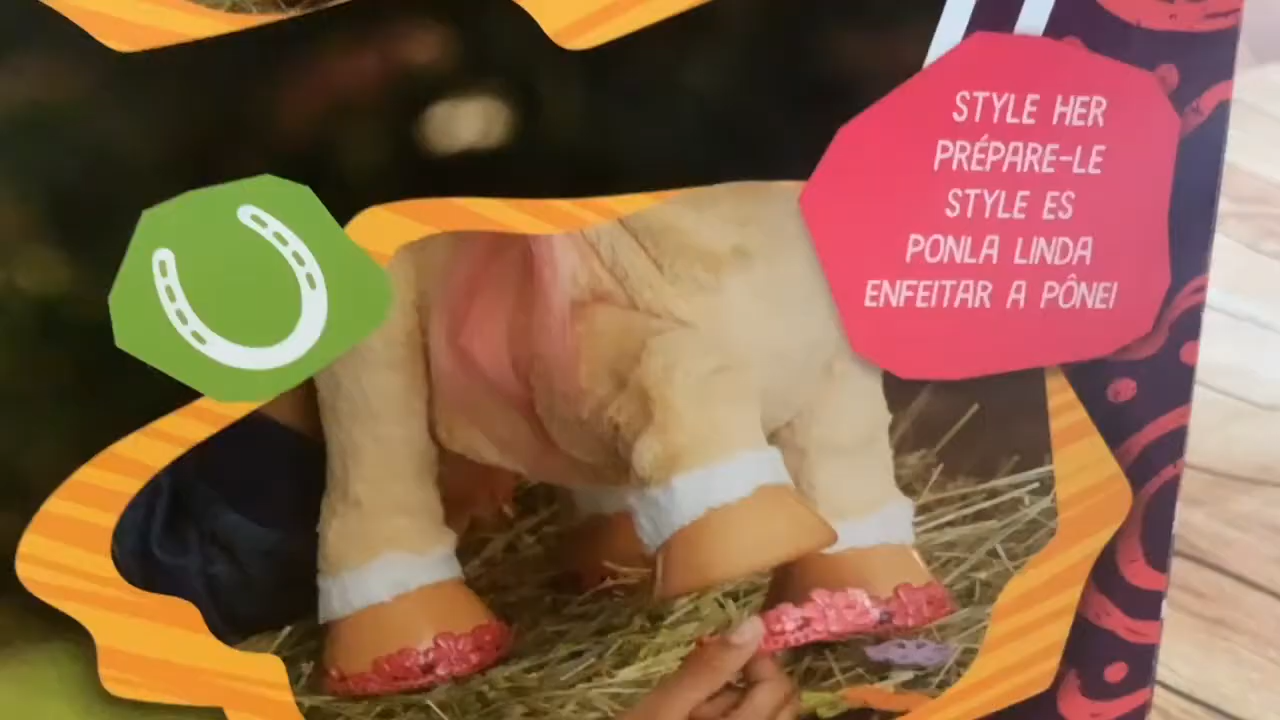 STYLE HER
PRÉPARE-LE
STYLE ES
PONLA LINDA
ENFEITAR A PÔNEI